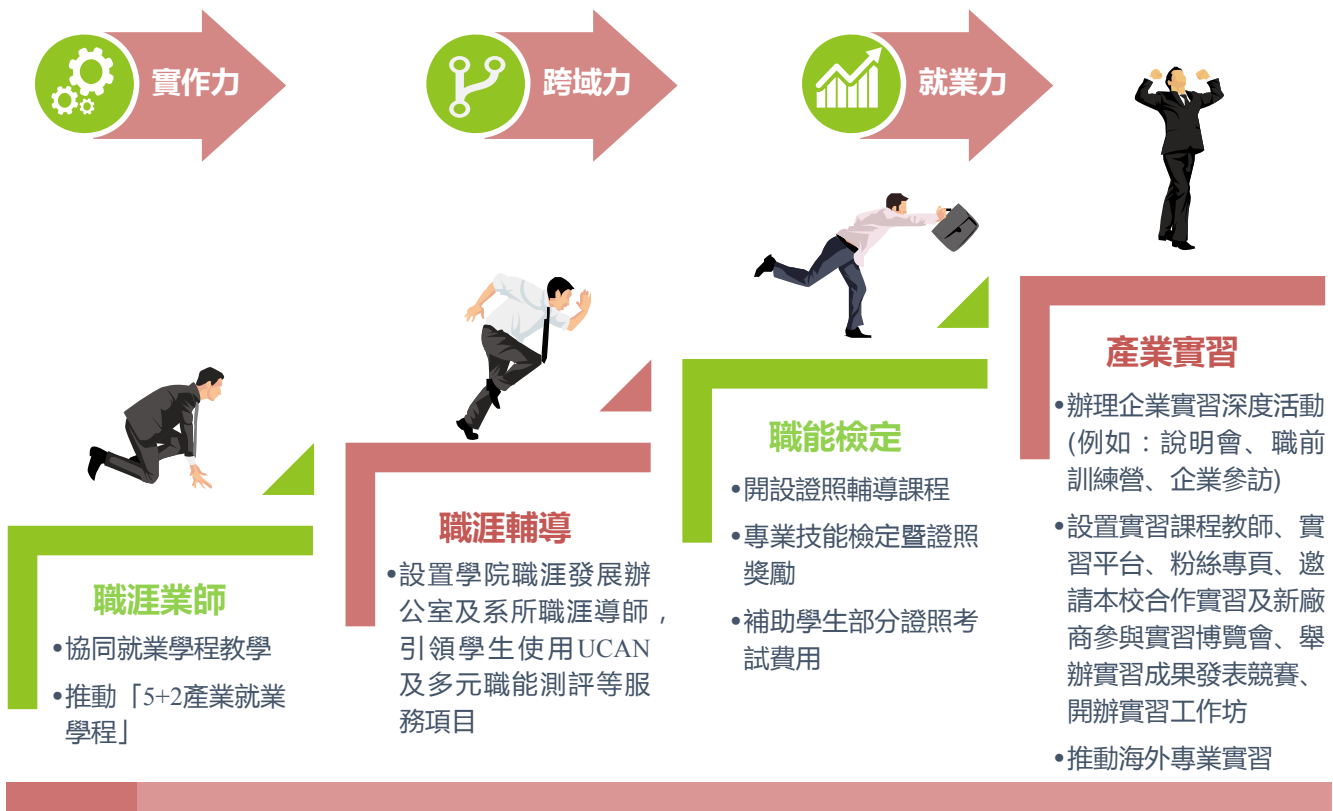 實作力
跨域力
就業力
職涯業師
•協同就業學程教學
•推動「5+2產業就業
學程」
職涯輔導
•設置學院職涯發展辦
公室及系所職涯導師，
引領學生使用UCAN
及多元職能測評等服
務項目
職能檢定
•開設證照輔導課程
•專業技能檢定暨證照
獎勵
•補助學生部分證照考
試費用
產業實習
•辦理企業實習深度活動
(例如：說明會、職前
訓練營、企業參訪)
•設置實習課程教師、實
習平台、粉絲專頁、邀
請本校合作實習及新廠
商參與實習博覽會、舉
辦實習成果發表競賽、
開辦實習工作坊
•推動海外專業實習